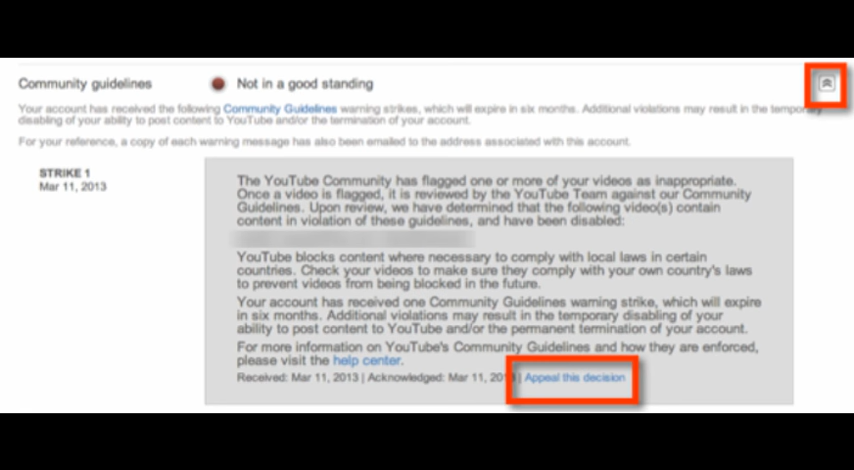 Community guidelines Not in a good standing
Your account has received the following Community Guidelines warning strikes, which will expire in six months. Additional violations may result in the temporary
disabling of your ability to post content to YouTube and/or the termination of your account.
For your reference, a copy of each warning message has also been emailed to the address associated with this account.
STRIKE 1
Mar 11, 2013
The YouTube Community has flagged one or more of your videos as inappropriate.
Once a video is flagged, it is reviewed by the YouTube Team against our Community
Guidelines. Upon review, we have determined that the following video(s) contain
content in violation of these guidelines, and have been disabled:
YouTube blocks content where necessary to comply with local laws in certain
countries. Check your videos to make sure they comply with your own country's laws
to prevent videos from being blocked in the future.
Your account has received one Community Guidelines warning strike, which will expire
in six months. Additional violations may result in the temporary disabling of your
ability to post content to YouTube and/or the permanent termination of your account.
For more information on YouTube's Community Guidelines and how they are enforced,
please visit the help center.
Received: Mar 11, 2013 | Acknowledged: Mar 11, 201 | Appeal this decision